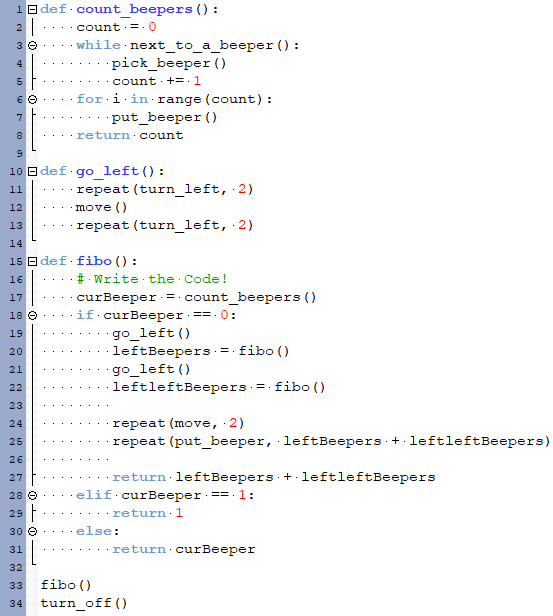 1 def count_beepers():
2     count = 0
3     while next_to_a_beeper():
4         pick_beeper()
5         count += 1
6     for i in range(count):
7         put_beeper()
8     return count
9
10 def go_left():
11     repeat(turn_left, 2)
12     move()
13     repeat(turn_left, 2)
14
15 def fibo():
16     # Write the Code!
17     curBeeper = count_beepers()
18     if curBeeper == 0:
19         go_left()
20         leftBeepers = fibo()
21         go_left()
22         leftleftBeepers = fibo()
23
24         repeat(move, 2)
25         repeat(put_beeper, leftBeepers + leftleftBeepers)
26
27         return leftBeepers + leftleftBeepers
28     elif curBeeper == 1:
29         return 1
30     else:
31         return curBeeper
32
33 fibo()
34 turn_off()